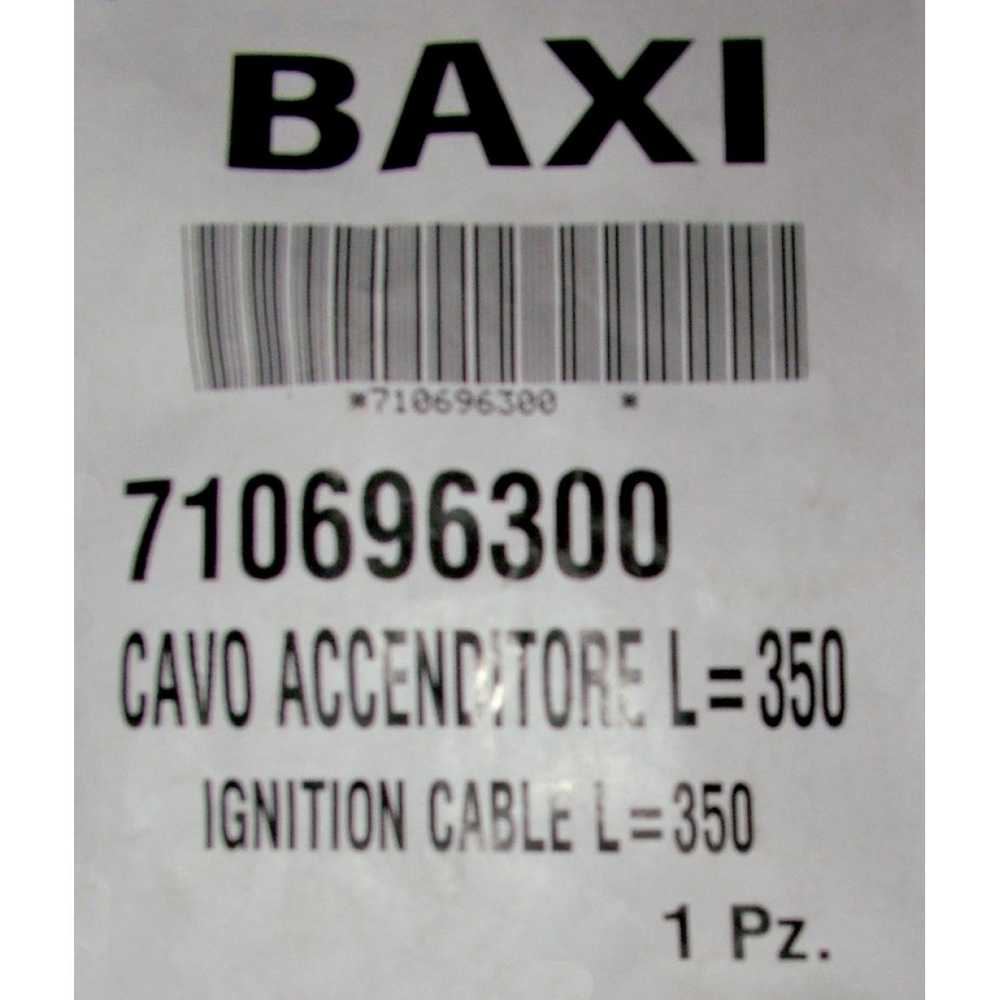 BAXI
*710696300 *
710696300
CAVO ACCENDITORE L=350
IGNITION CABLE L=350
1 Pz.